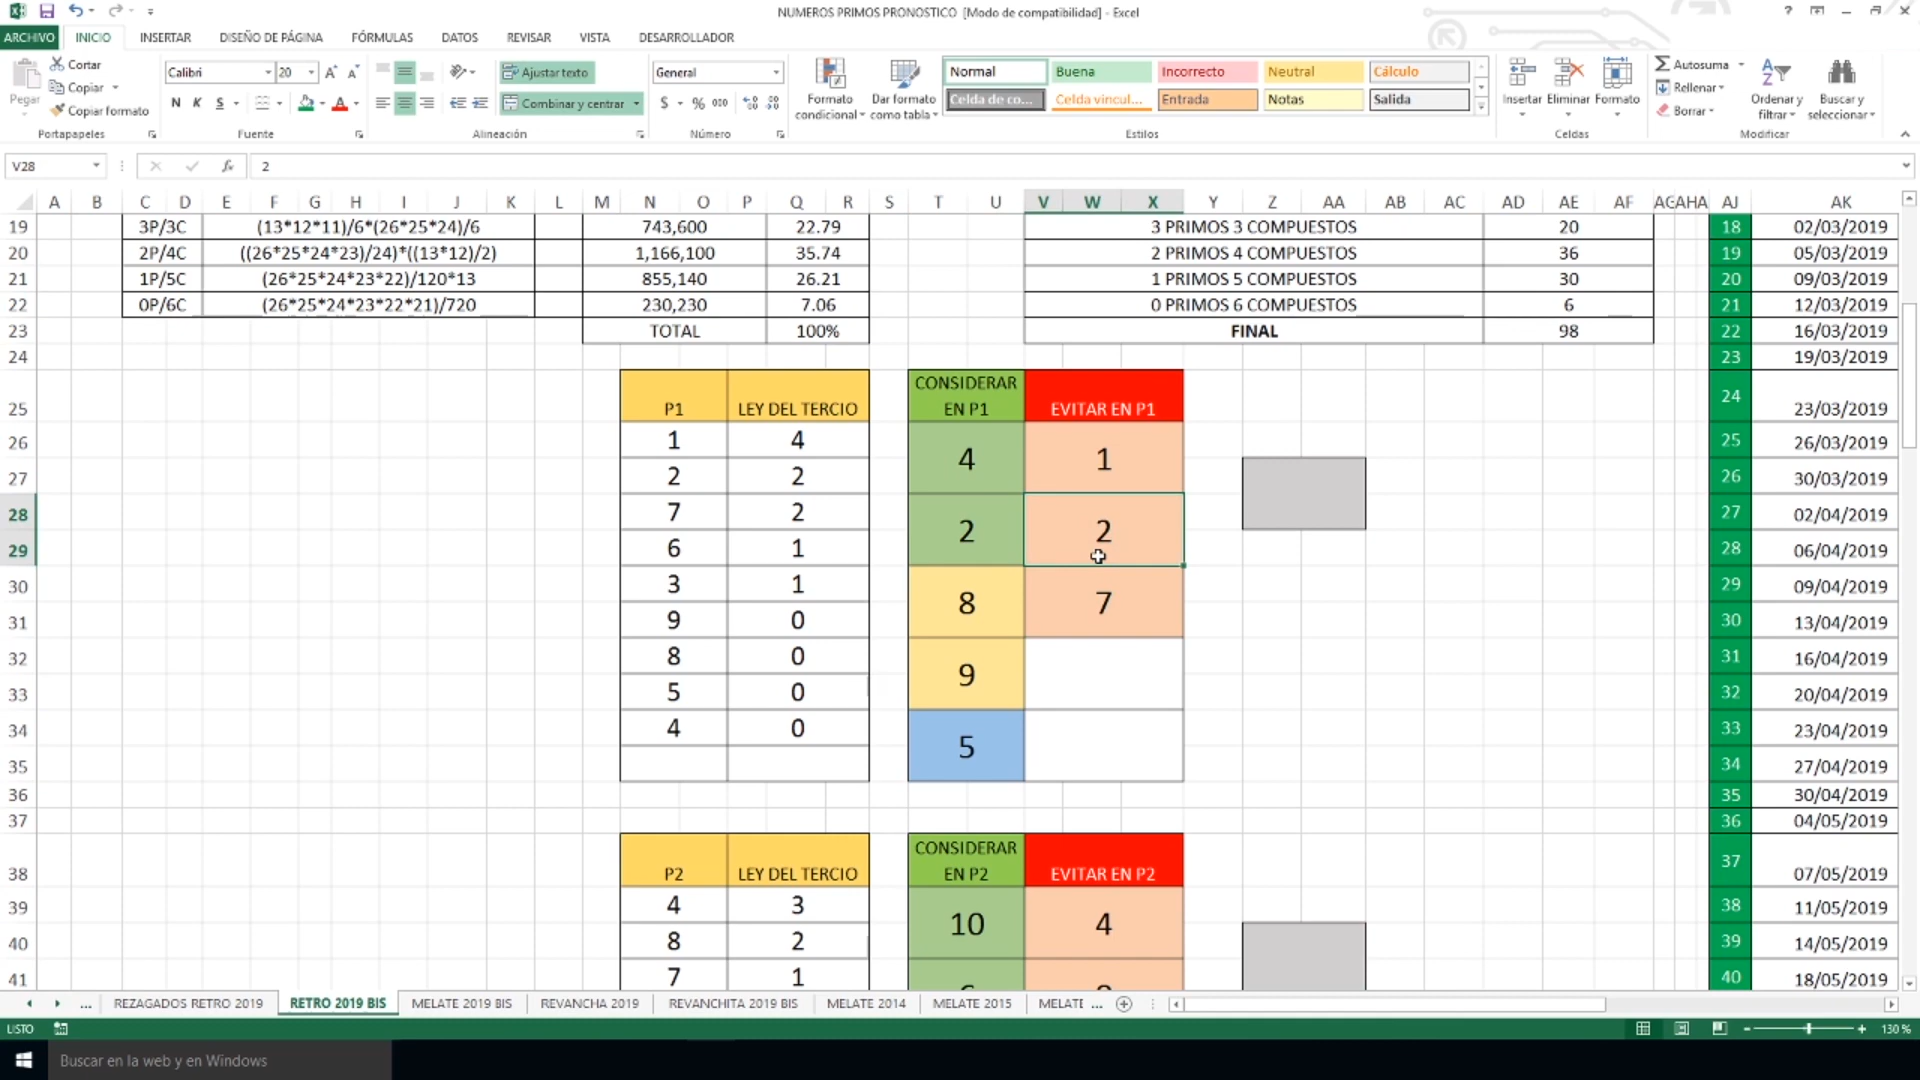 NUMEROS PRIMOS PRONOSTICO [Modo de compatibilidad] - Excel
ARCHIVO INICIO INSERTAR DISEÑO DE PÁGINA FÓRMULAS DATOS REVISAR VISTA DESARROLLADOR
Pegar
Cortar
Copiar
Copiar formato
Portapapeles
Calibri 20
N K S
Fuente
Ajustar texto
Combinar y centrar
Alineación
General
$ % 000
Número
Formato condicional
Dar formato como tabla
Normal Buena Incorrecto Neutral Cálculo
Celda de co... Celda vincul... Entrada Notas Salida
Estilos
Insertar Eliminar Formato
Celdas
Autosuma
Rellenar
Borrar
Ordenar y filtrar
Buscar y seleccionar
Modificar
V28 fx 2
A B C D E F G H I J K L M N O P Q R S T U V W X Y Z AA AB AC AD AE AF AG AH A AJ AK
19 3P/3C (13*12*11)/6*(26*25*24)/6 743,600 22.79 3 PRIMOS 3 COMPUESTOS 20 18 02/03/2019
20 2P/4C ((26*25*24*23)/24)*((13*12)/2) 1,166,100 35.74 2 PRIMOS 4 COMPUESTOS 36 19 05/03/2019
21 1P/5C (26*25*24*23*22)/120*13 855,140 26.21 1 PRIMOS 5 COMPUESTOS 30 20 09/03/2019
22 0P/6C (26*25*24*23*22*21)/720 230,230 7.06 0 PRIMOS 6 COMPUESTOS 6 21 12/03/2019
23 TOTAL 100% FINAL 98 22 16/03/2019
24 23 19/03/2019
25 P1 LEY DEL TERCIO CONSIDERAR EN P1 EVITAR EN P1 24 23/03/2019
26 1 4 4 1 25 26/03/2019
27 2 2 26 30/03/2019
28 7 2 2 2 27 02/04/2019
29 6 1 28 06/04/2019
30 3 1 8 7 29 09/04/2019
31 9 0 30 13/04/2019
32 8 0 9 31 16/04/2019
33 5 0 32 20/04/2019
34 4 0 5 33 23/04/2019
35 34 27/04/2019
36 35 30/04/2019
37 36 04/05/2019
38 P2 LEY DEL TERCIO CONSIDERAR EN P2 EVITAR EN P2 37 07/05/2019
39 4 3 10 4 38 11/05/2019
40 8 2 39 14/05/2019
41 7 1 40 18/05/2019
... REZAGADOS RETRO 2019 RETRO 2019 BIS MELATE 2019 BIS REVANCHA 2019 REVANCHITA 2019 BIS MELATE 2014 MELATE 2015 MELATE ...
LISTO 130 %
Buscar en la web y en Windows